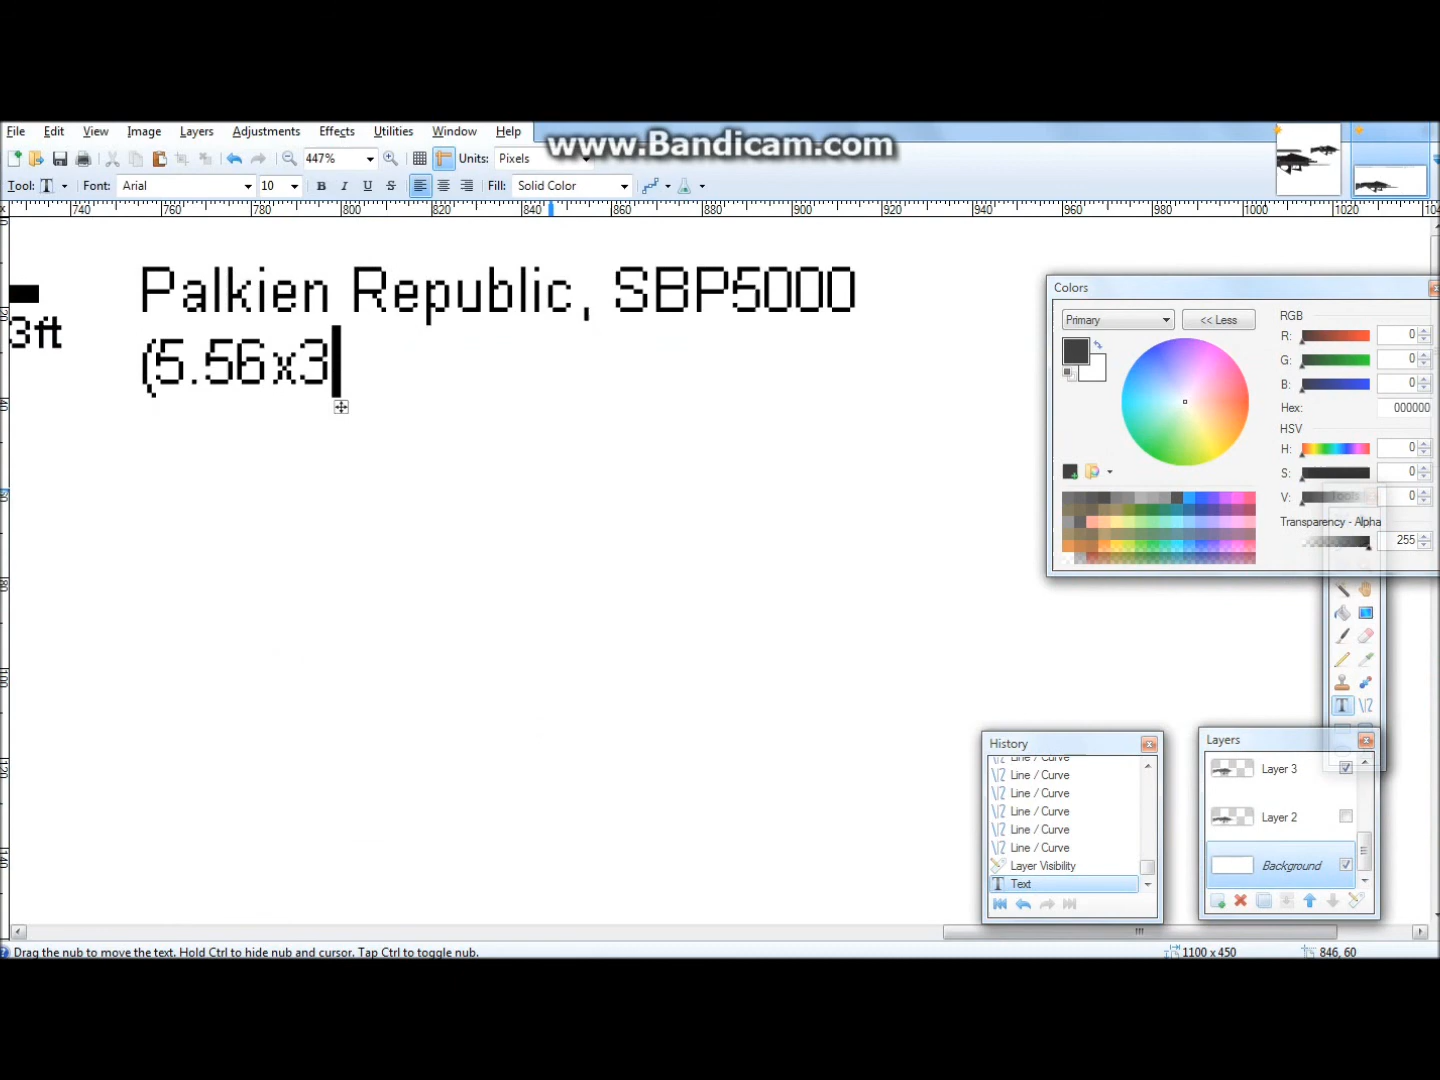 www.Bandicam.com
File Edit View Image Layers Adjustments Effects Utilities Window Help
447% Units: Pixels
Tool: T Font: Arial 10 B I U S Fill: Solid Color
740 760 780 800 820 840 860 880 900 920 940 960 980 1000 1020
Palkien Republic, SBP5000
3ft
(5.56x3
Colors
Primary << Less
RGB
R: 0
G: 0
B: 0
Hex: 000000
HSV
H: 0
S: 0
V: 0
Tools
Transparency - Alpha
255
History
Line / Curve
Line / Curve
Line / Curve
Line / Curve
Line / Curve
Line / Curve
Layer Visibility
Text
Layers
Layer 3
Layer 2
Background
Drag the nub to move the text. Hold Ctrl to hide nub and cursor. Tap Ctrl to toggle nub.
1100 x 450
846, 60